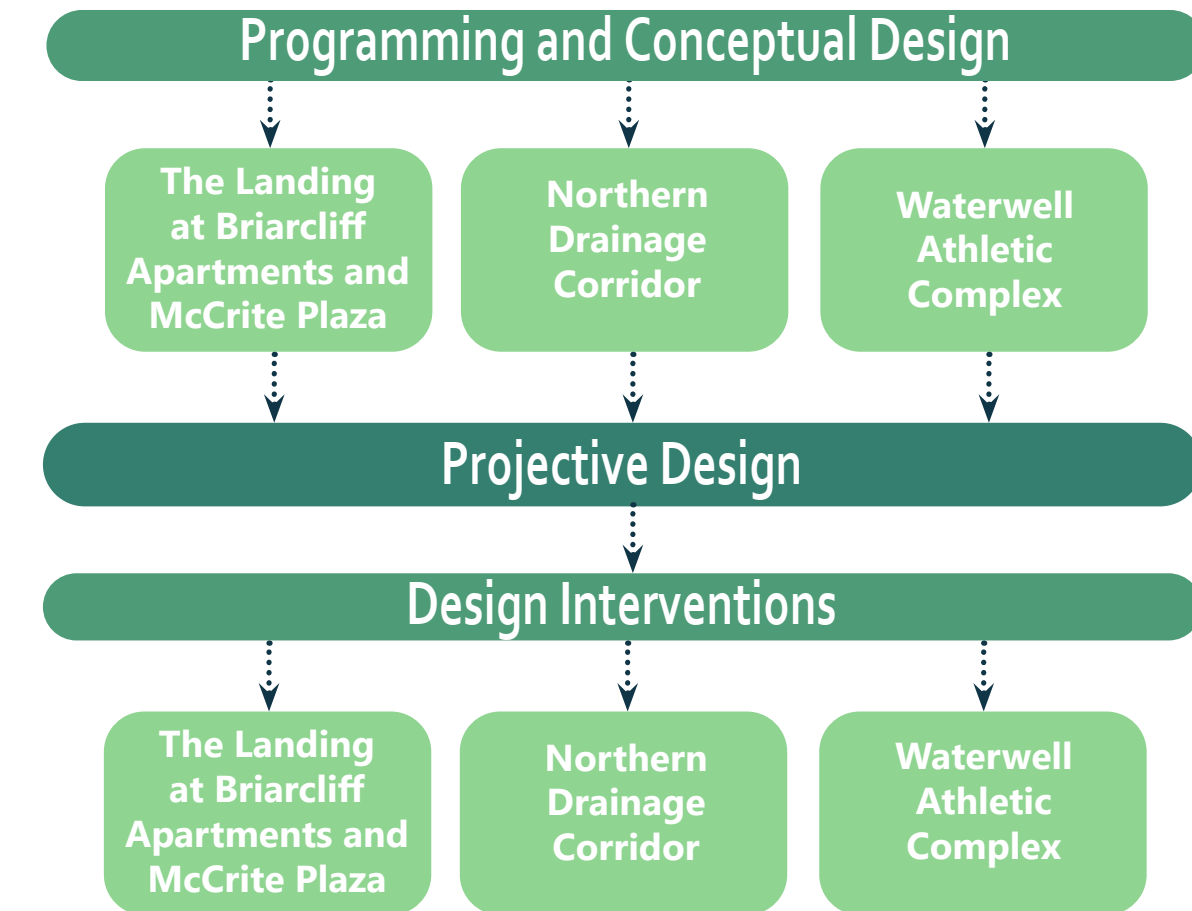 Programming and Conceptual Design
The Landing
at Briarcliff
Apartments and
McCrite Plaza
Northern
Drainage
Corridor
Waterwell
Athletic
Complex
Projective Design
Design Interventions
The Landing
at Briarcliff
Apartments and
McCrite Plaza
Northern
Drainage
Corridor
Waterwell
Athletic
Complex